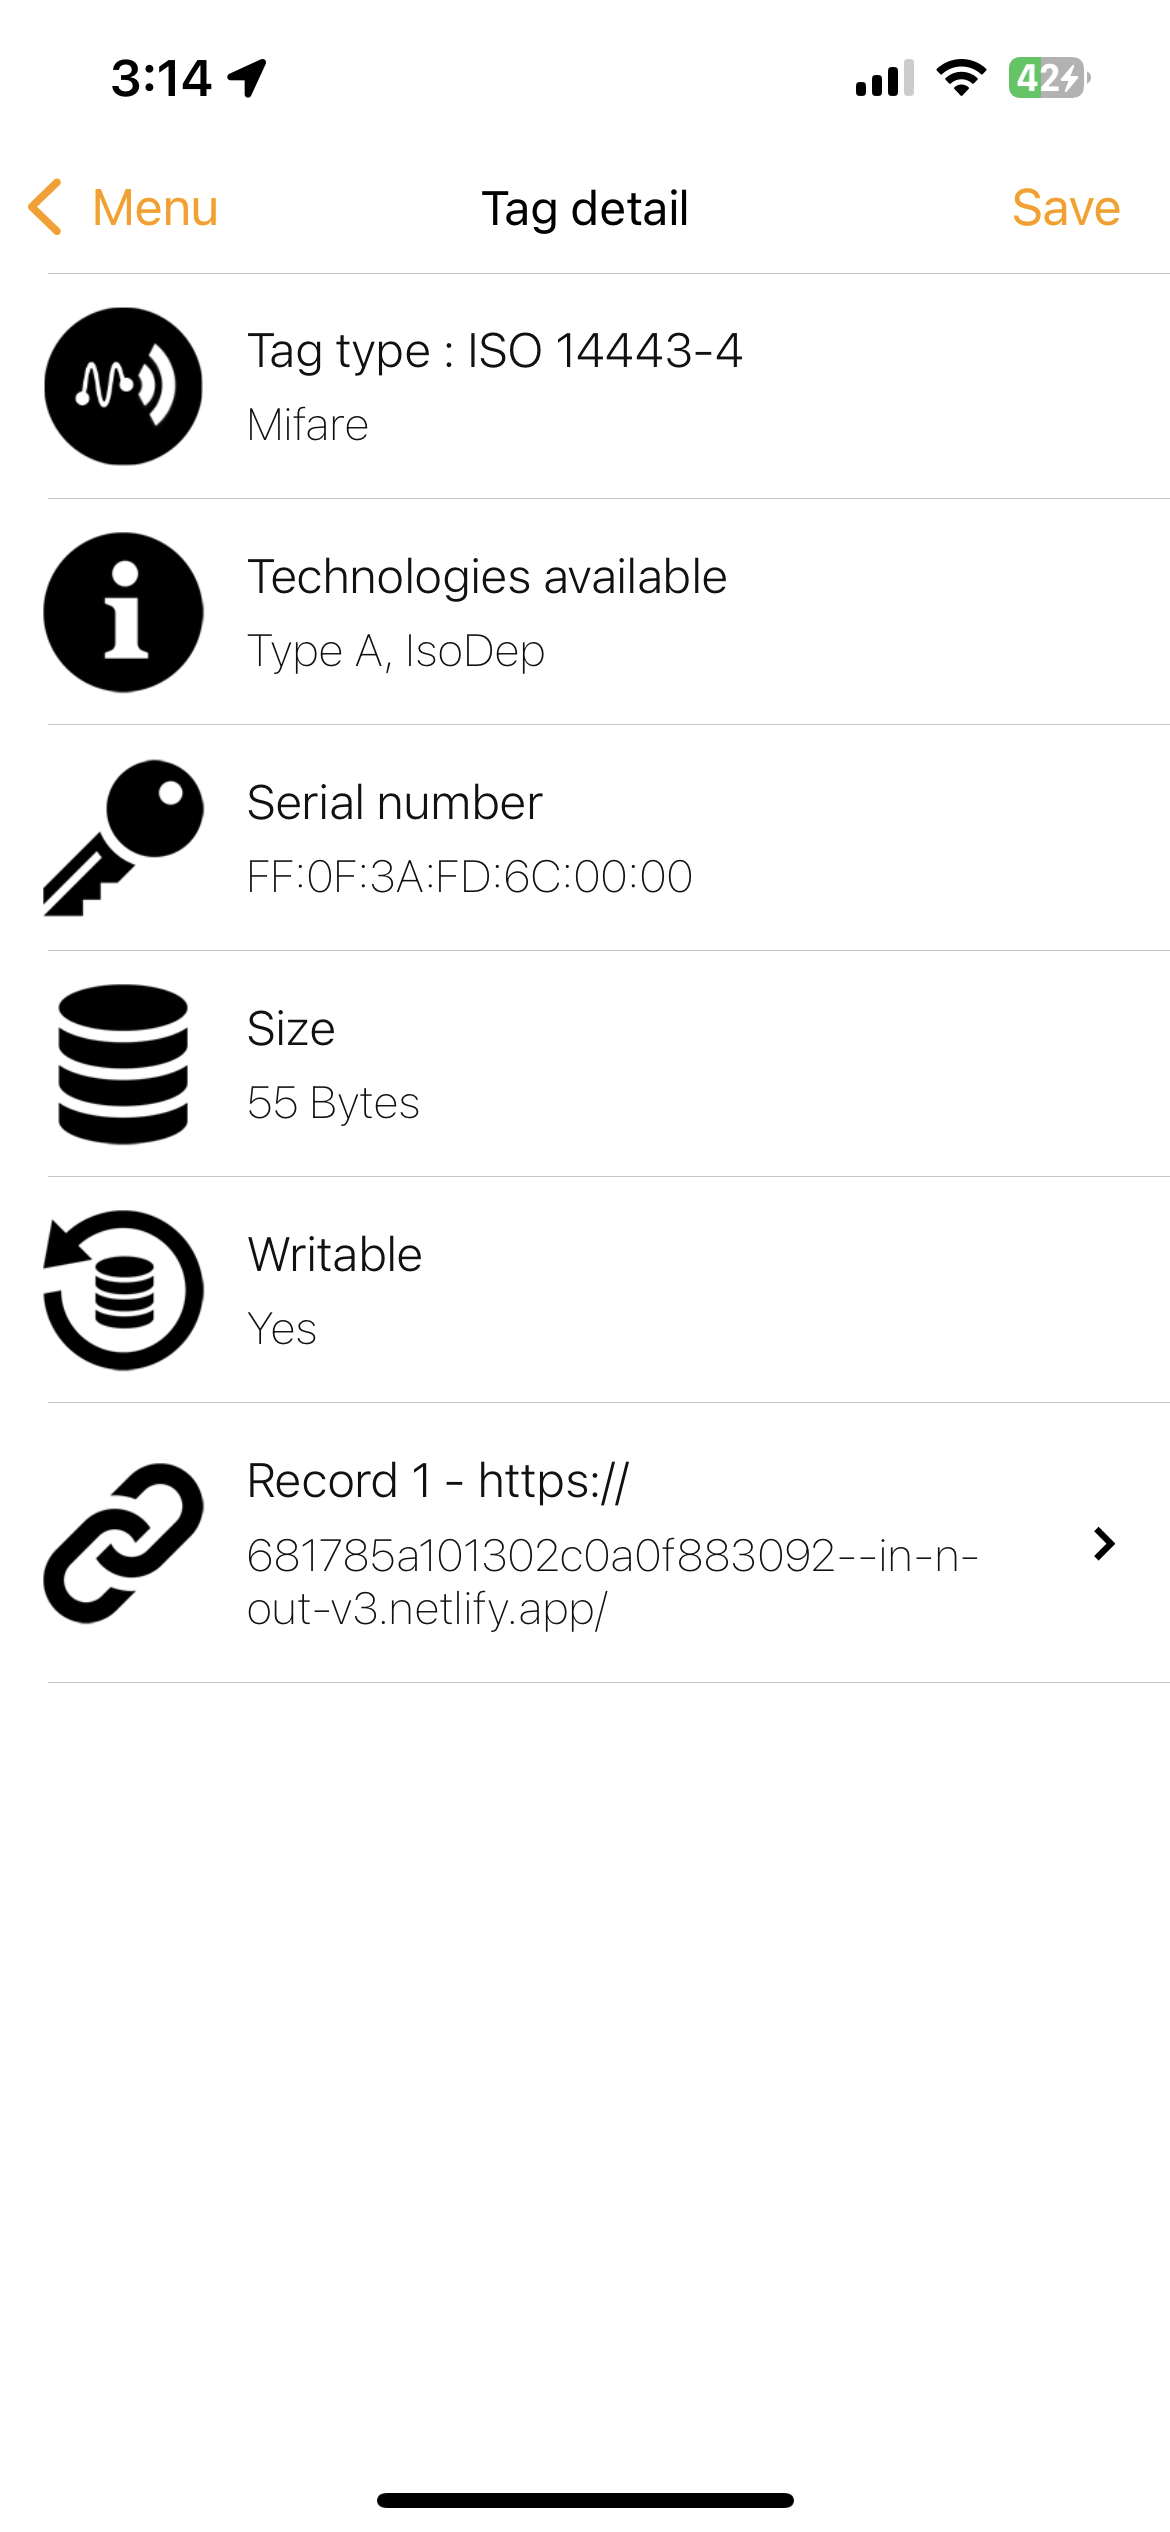 3:14
42
Menu
Tag detail
Save
Tag type : ISO 14443-4
Mifare
Technologies available
Type A, IsoDep
Serial number
FF:0F:3A:FD:6C:00:00
Size
55 Bytes
Writable
Yes
Record 1 - https://
681785a101302c0a0f883092--in-n-
out-v3.netlify.app/